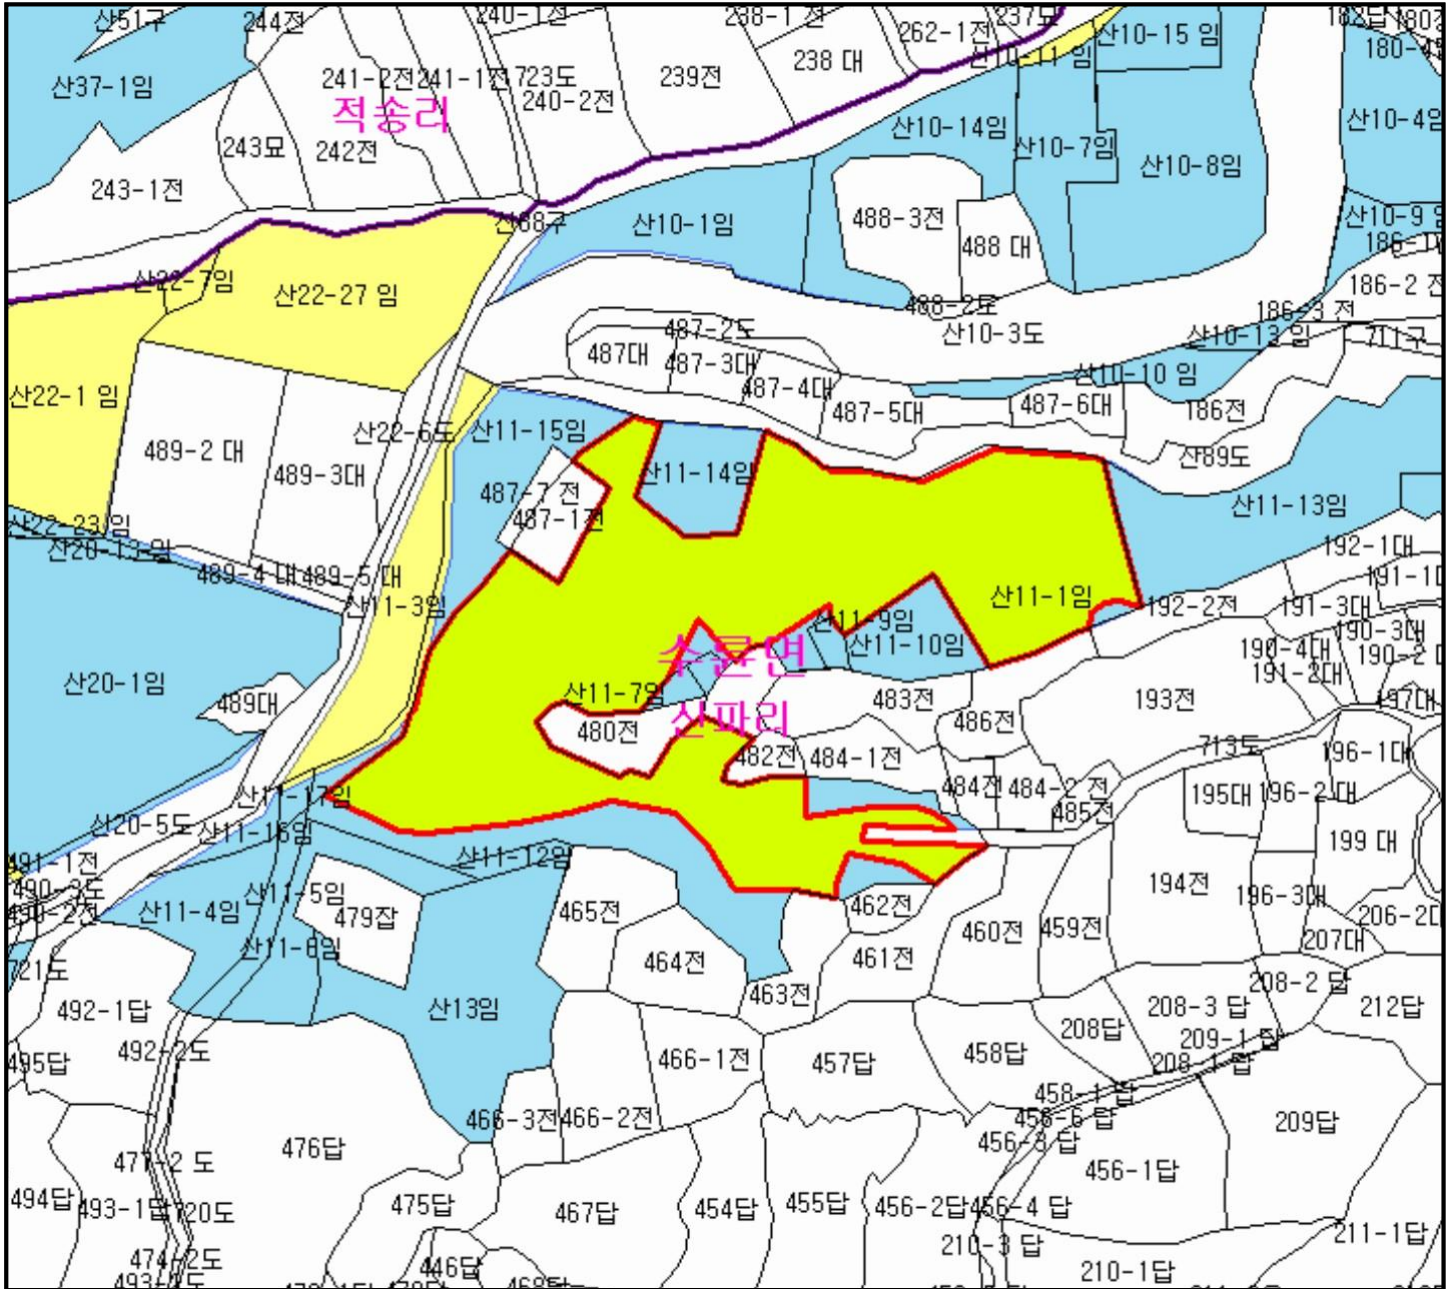 산51구
244전
240-1전
238-1 전
262-1전
237묘
182답
산37-1임
241-2전
241-1전
723도
239전
238 대
산10-11 임
산10-15 임
적송리
240-2전
243묘
242전
산10-14임
산10-7임
산10-8임
산10-4임
243-1전
산68구
산10-1임
488-3전
488 대
산10-9 임
산22-7임
산22-27 임
488-2도
산10-3도
186-2 전
186-3 전
487-2도
487대
487-3대
487-4대
487-5대
487-6대
산10-13 임
산10-10 임
711구
186전
산22-1 임
489-2 대
489-3대
산22-6도
산11-15임
산11-14임
산89도
487-7 전
487-1전
산11-13임
산22-23 임
산20-13 임
489-4 대
489-5 대
산11-3임
192-1대
192-2전
191-3대
190-3대
190-4대
191-2대
산11-1임
산11-9임
산11-10임
수륜면
산20-1임
489대
산11-7임
480전
신파리
482전
483전
486전
193전
197대
484-1전
484전
484-2 전
485전
713도
196-1대
195대
196-2 대
199 대
산20-5도
산11-17임
산11-16임
산11-12임
491-1전
490-3도
490-2전
산11-4임
산11-5임
479잡
465전
462전
194전
196-3대
산11-6임
464전
461전
460전
459전
207대
721도
492-1답
산13임
463전
208-2 답
208-3 답
212답
495답
492-2도
466-1전
457답
458답
208답
209-1 답
208-1 답
476답
466-3전
466-2전
458-1 답
456-3 답
456-1답
209답
494답
493-1답
720도
475답
467답
454답
455답
456-2답
456-4 답
211-1답
474-2도
446답
210-3 답
210-1답